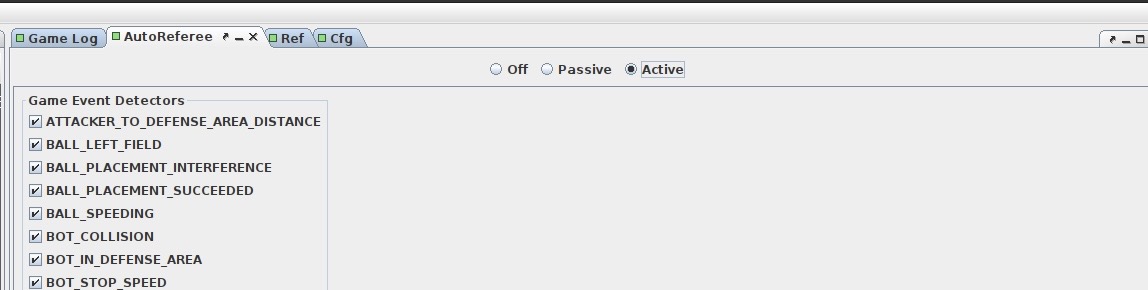 Game Log AutoReferee Ref Cfg
Off Passive Active
Game Event Detectors
ATTACKER_TO_DEFENSE_AREA_DISTANCE
BALL_LEFT_FIELD
BALL_PLACEMENT_INTERFERENCE
BALL_PLACEMENT_SUCCEEDED
BALL_SPEEDING
BOT_COLLISION
BOT_IN_DEFENSE_AREA
BOT_STOP_SPEED